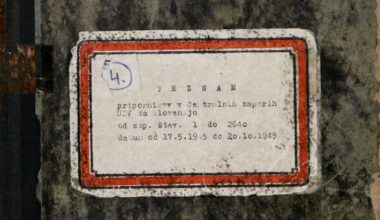 4.
SEZNAM
pripornikov v Centralnih zaporih
UDV za Slovenijo
od zap. štev. 1 do 2640
datum od 17.5.1945 do 20.10.1945